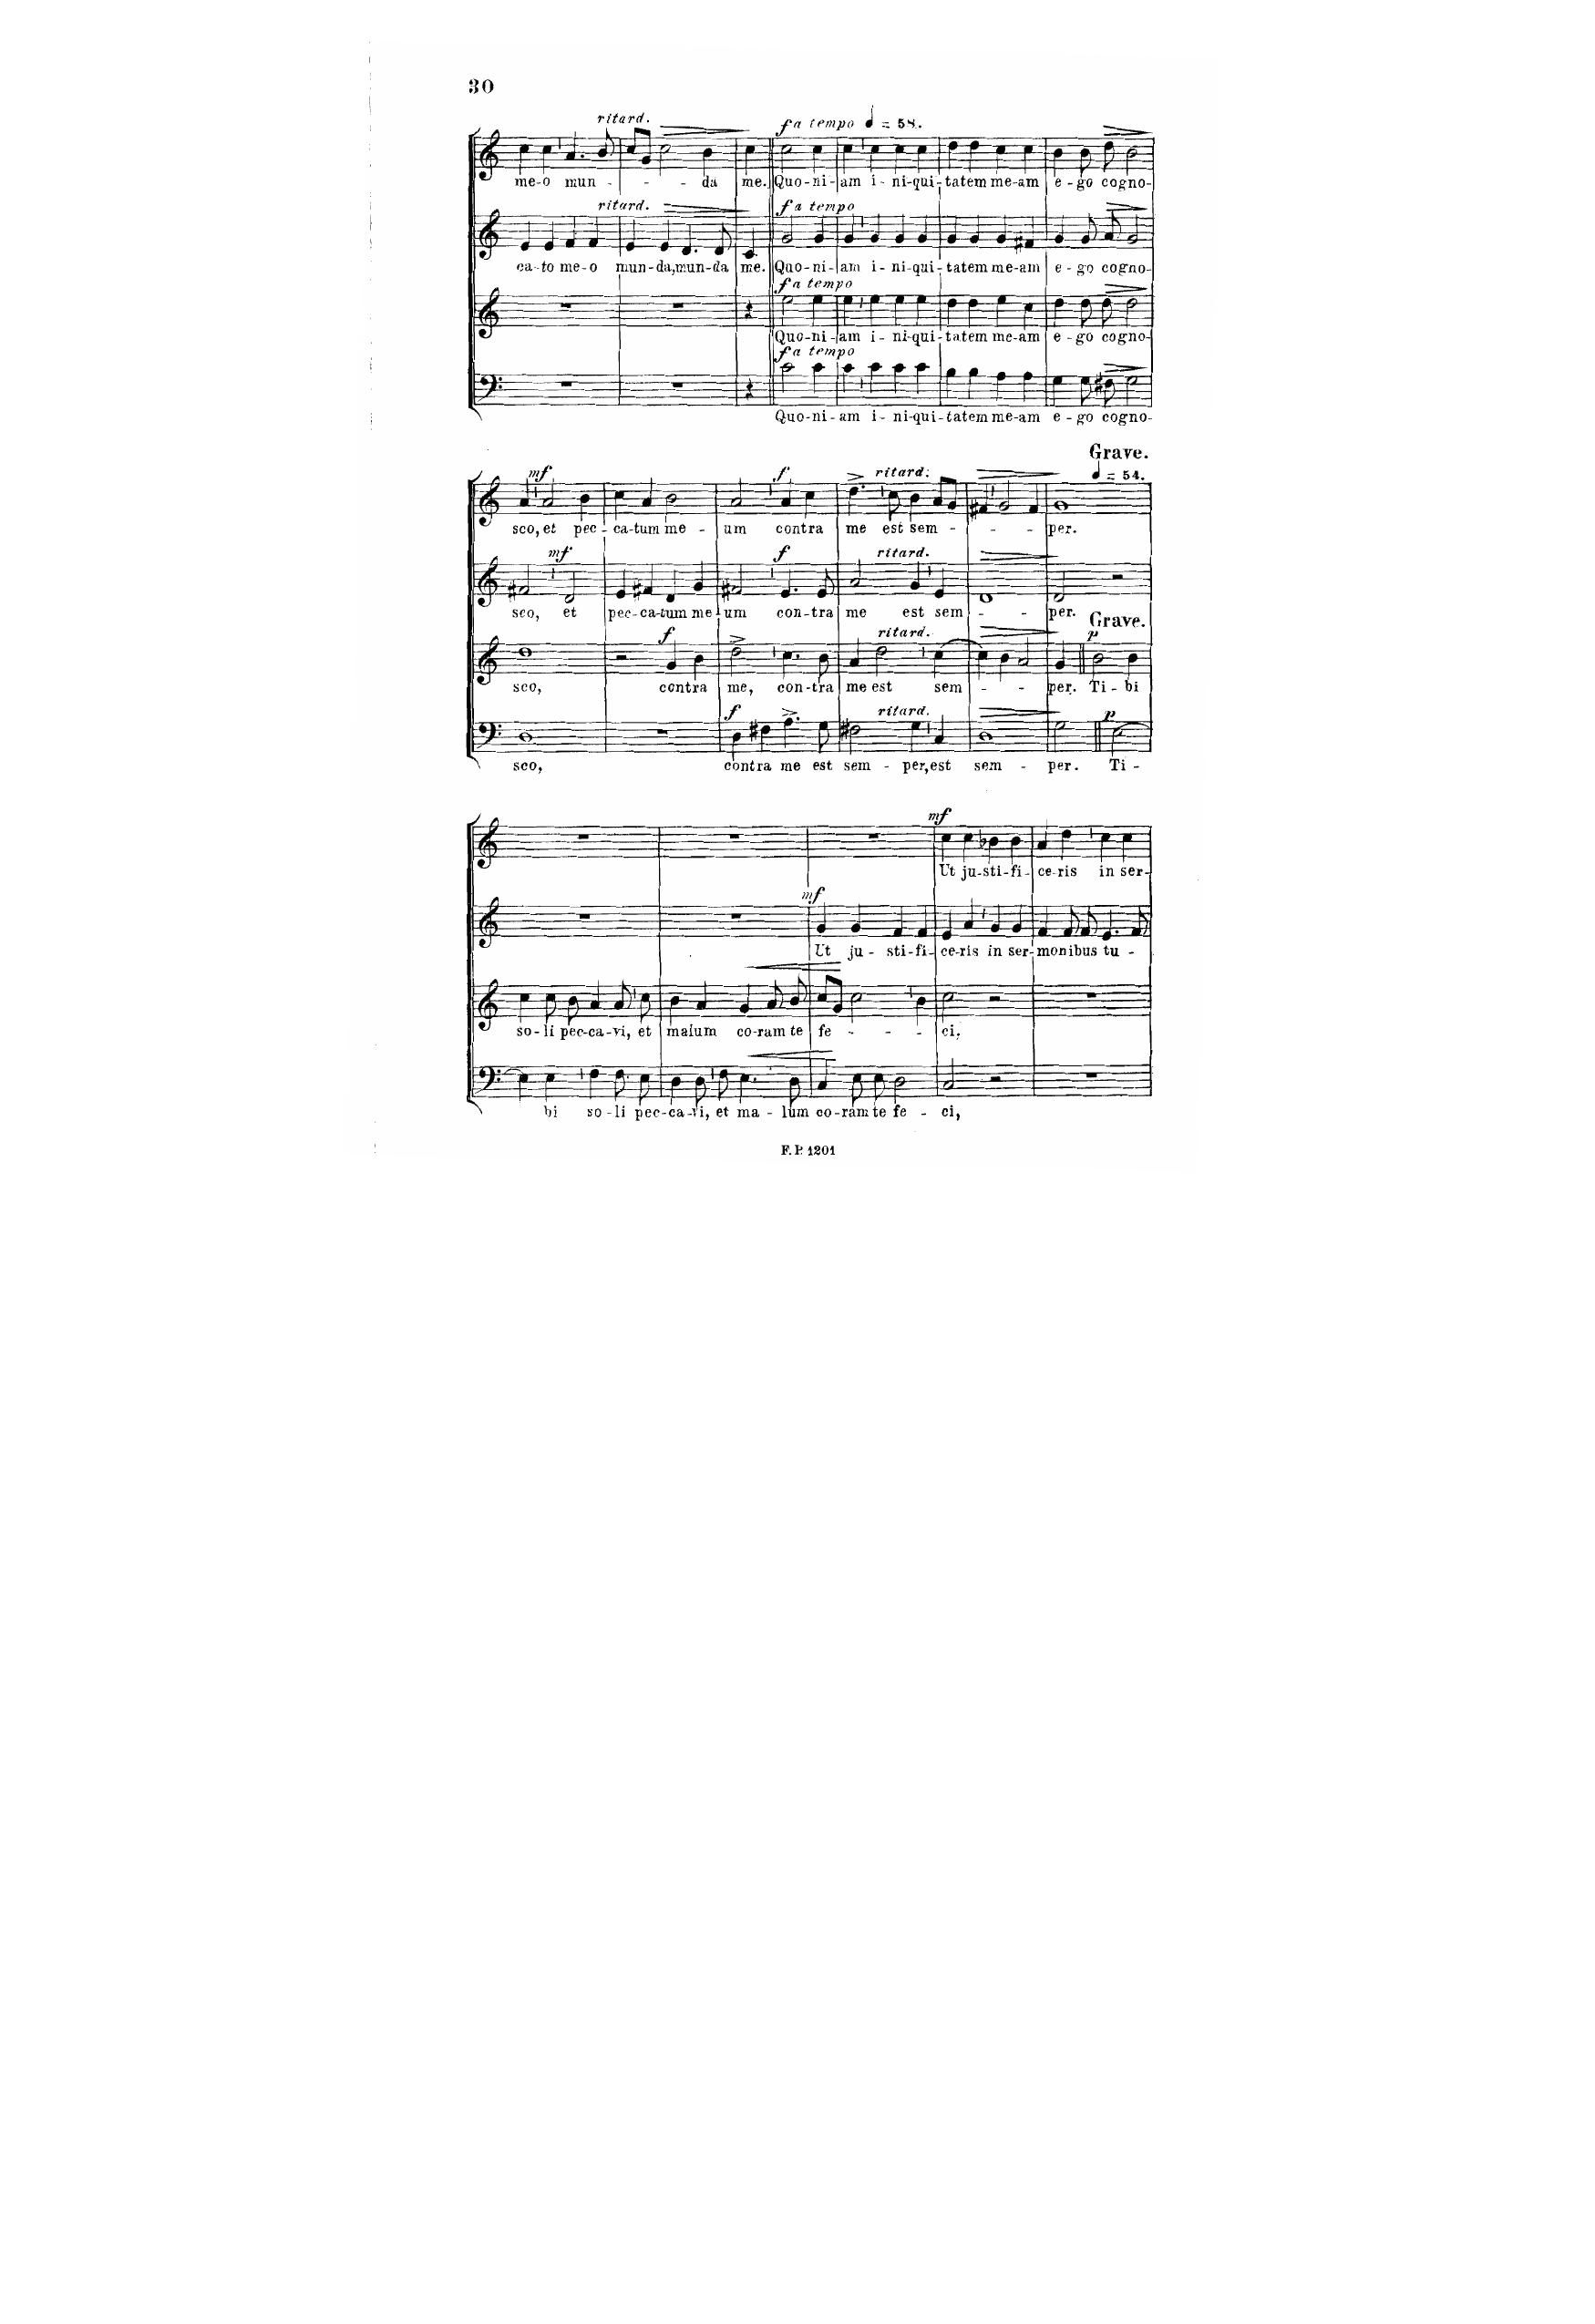 30
ritard. f a tempo = 58.
me-o mun - - - da me. Quo-ni-am i-ni-qui-tatem me-am e-go cogno-
ritard. f a tempo
ca-to me-o mun-da, mun-da me. Quo-ni-am i-ni-qui-tatem me-am e-go cogno-
f a tempo
Quo-ni-am i-ni-qui-tatem me-am e-go cogno-
f a tempo
Quo-ni-am i-ni-qui-tatem me-am e-go cogno-
Grave.
mf f ritard. = 54.
sco, et pec-ca-tum me-um contra me est sem - - - per.
mf f ritard.
sco, et pec-ca-tum me-um con-tra me est sem - - per.
Grave.
f ritard. p
sco, contra me, con-tra me est sem - - per. Ti-bi
f ritard. p
sco, contra me est sem-per, est sem-per. Ti-
mf
Ut ju-sti-fi-ce-ris in ser-
mf
Ut ju-sti-fi-ce-ris in ser-monibus tu-
so-li pec-ca-vi, et malum co-ram te fe - - - ci.
bi so-li pec-ca-vi, et ma-lum co-ram te fe-ci,
F. P. 1201